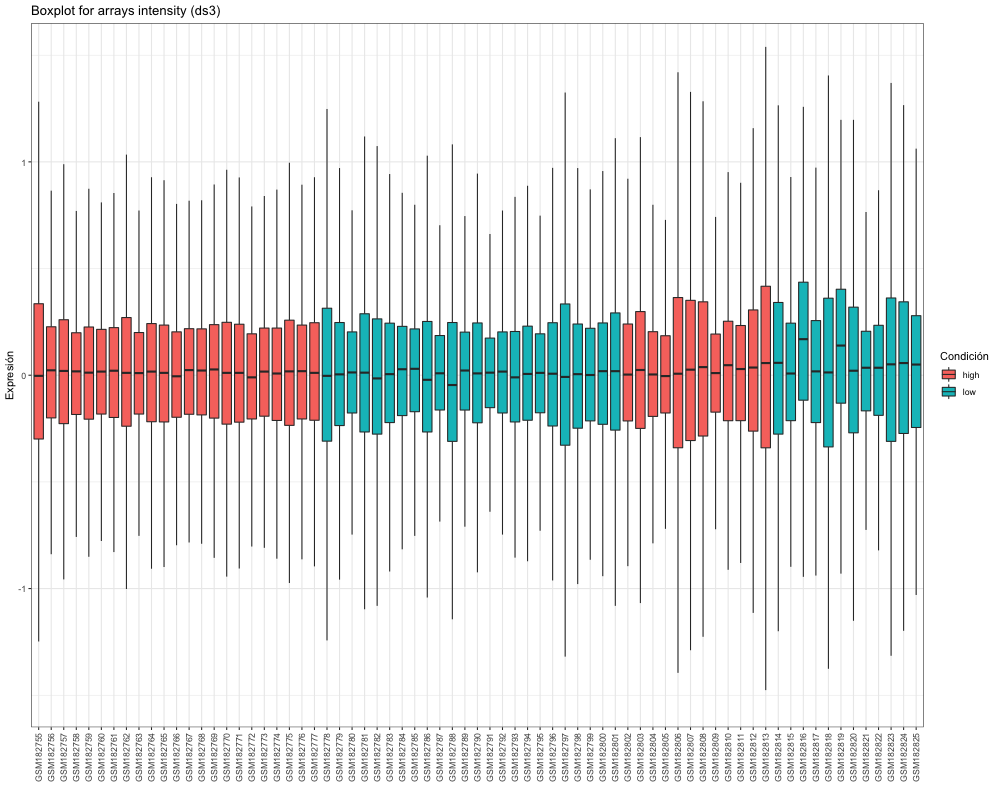 Boxplot for arrays intensity (ds3)
Expresión
1
0
-1
GSM182755
GSM182756
GSM182757
GSM182758
GSM182759
GSM182760
GSM182761
GSM182762
GSM182763
GSM182764
GSM182765
GSM182766
GSM182767
GSM182768
GSM182769
GSM182770
GSM182771
GSM182772
GSM182773
GSM182774
GSM182775
GSM182776
GSM182777
GSM182778
GSM182779
GSM182780
GSM182781
GSM182782
GSM182783
GSM182784
GSM182785
GSM182786
GSM182787
GSM182788
GSM182789
GSM182790
GSM182791
GSM182792
GSM182793
GSM182794
GSM182795
GSM182796
GSM182797
GSM182798
GSM182799
GSM182800
GSM182801
GSM182802
GSM182803
GSM182804
GSM182805
GSM182806
GSM182807
GSM182808
GSM182809
GSM182810
GSM182811
GSM182812
GSM182813
GSM182814
GSM182815
GSM182816
GSM182817
GSM182818
GSM182819
GSM182820
GSM182821
GSM182822
GSM182823
GSM182824
GSM182825
Condición
high
low